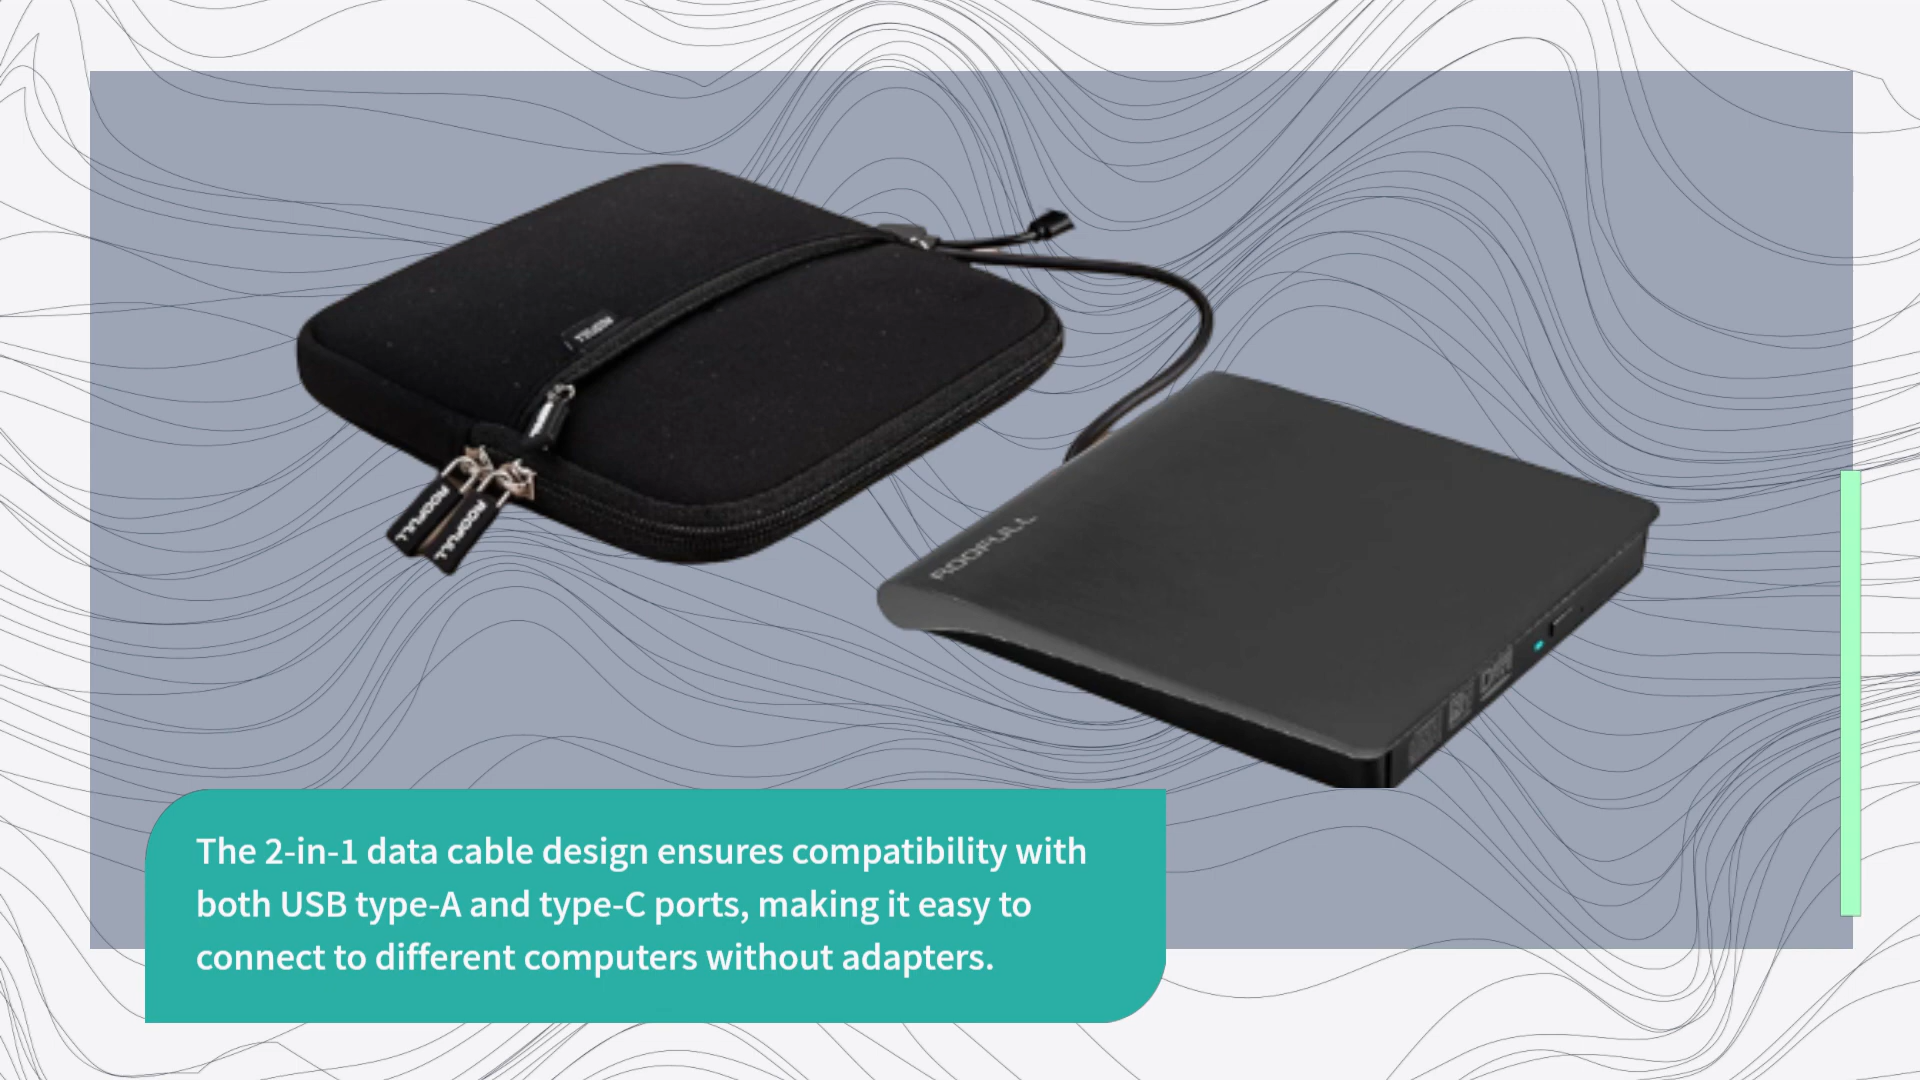 ROOFULL
ROOFULL
ROOFULL
ROOFULL
The 2-in-1 data cable design ensures compatibility with
both USB type-A and type-C ports, making it easy to
connect to different computers without adapters.